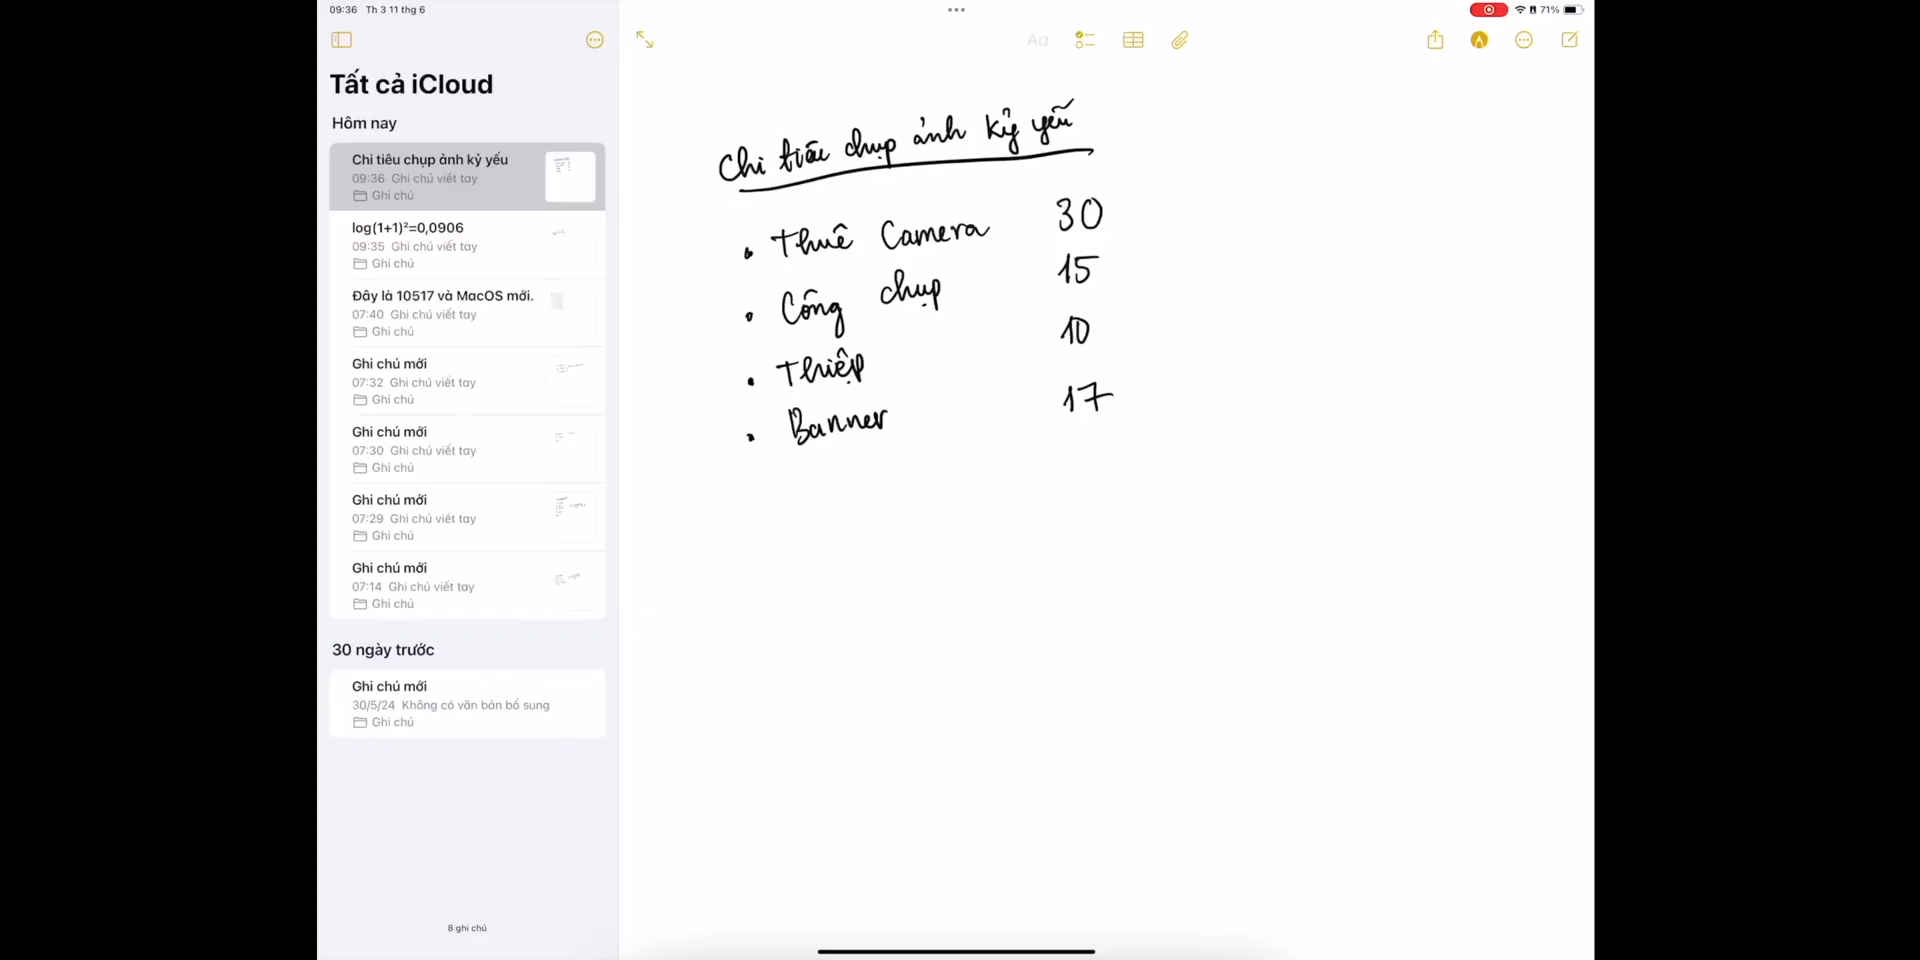 09:36 Th 3 11 thg 6
71%
Tất cả iCloud
Hôm nay
Chi tiêu chụp ảnh kỷ yếu
09:36 Ghi chú viết tay
Ghi chú
log(1+1)²=0,0906
09:35 Ghi chú viết tay
Ghi chú
Đây là 10517 và MacOS mới.
07:40 Ghi chú viết tay
Ghi chú
Ghi chú mới
07:32 Ghi chú viết tay
Ghi chú
Ghi chú mới
07:30 Ghi chú viết tay
Ghi chú
Ghi chú mới
07:29 Ghi chú viết tay
Ghi chú
Ghi chú mới
07:14 Ghi chú viết tay
Ghi chú
30 ngày trước
Ghi chú mới
30/5/24 Không có văn bản bổ sung
Ghi chú
8 ghi chú
Aa
Chi tiêu chụp ảnh kỷ yếu
• Thuê Camera 30
• Công chụp 15
• Thiệp 10
• Banner 17